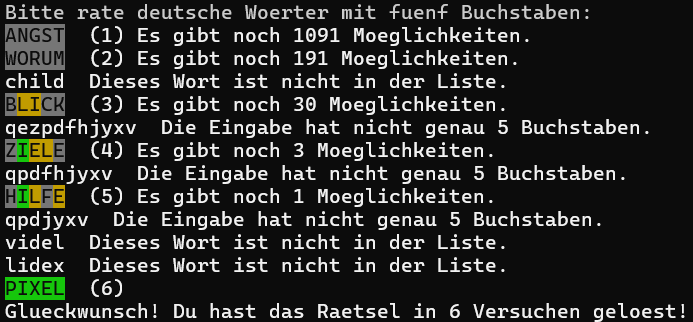 Bitte rate deutsche Woerter mit fuenf Buchstaben:
ANGST  (1) Es gibt noch 1091 Moeglichkeiten.
WORUM  (2) Es gibt noch 191 Moeglichkeiten.
child  Dieses Wort ist nicht in der Liste.
BLICK  (3) Es gibt noch 30 Moeglichkeiten.
qezpdfhjyxv  Die Eingabe hat nicht genau 5 Buchstaben.
ZIELE  (4) Es gibt noch 3 Moeglichkeiten.
qpdfhjyxv  Die Eingabe hat nicht genau 5 Buchstaben.
HILFE  (5) Es gibt noch 1 Moeglichkeiten.
qpdjyxv  Die Eingabe hat nicht genau 5 Buchstaben.
videl  Dieses Wort ist nicht in der Liste.
lidex  Dieses Wort ist nicht in der Liste.
PIXEL  (6)
Glueckwunsch! Du hast das Raetsel in 6 Versuchen geloest!